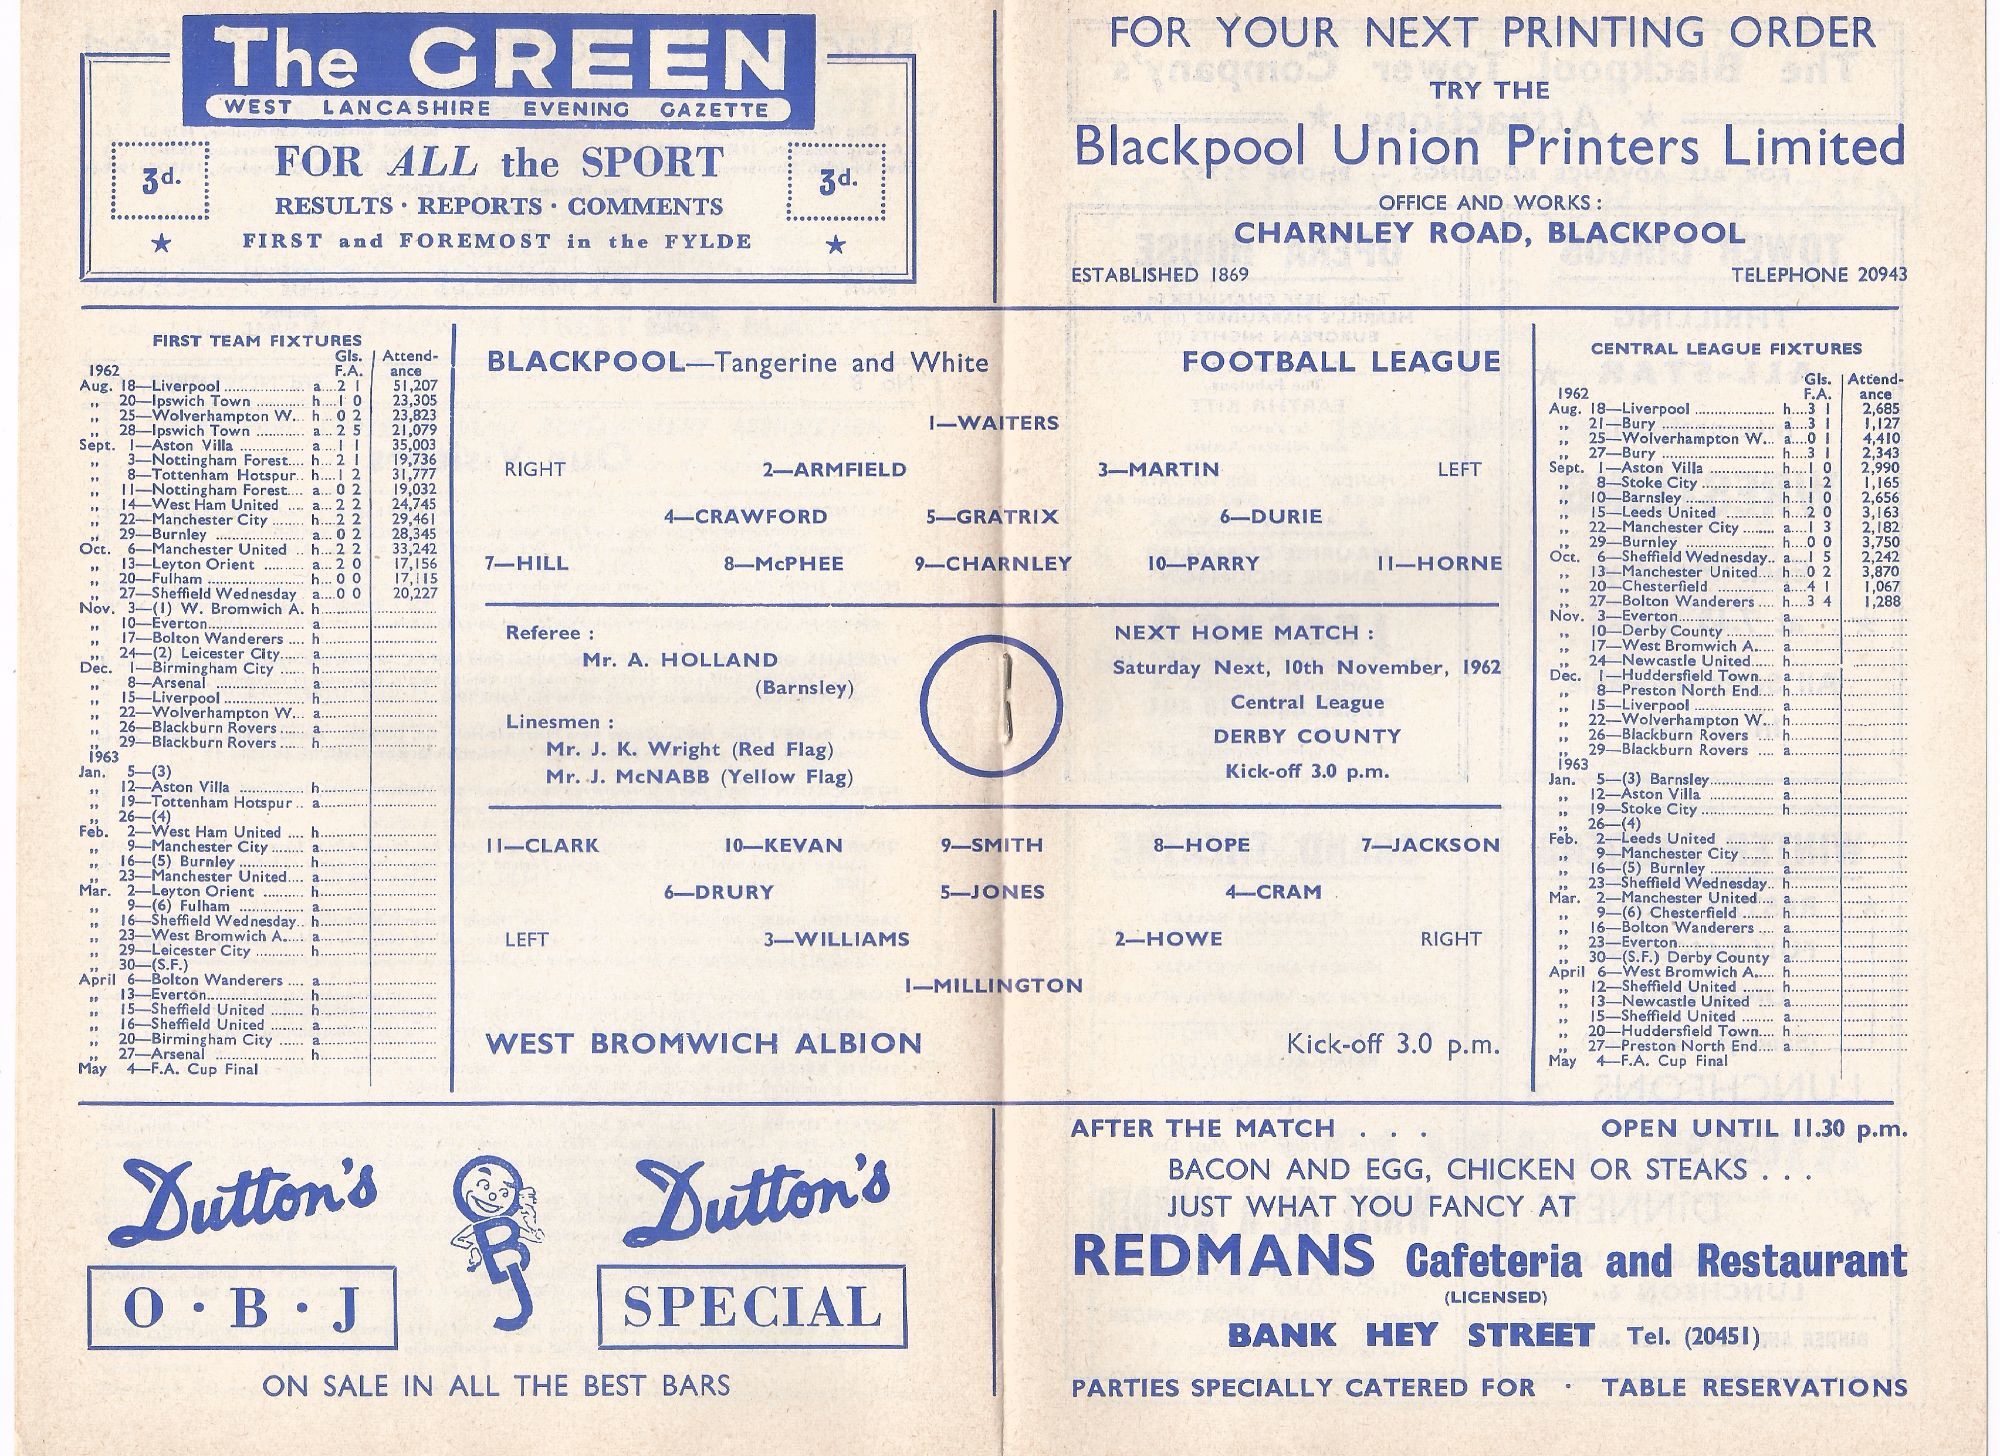 The GREEN
WEST LANCASHIRE EVENING GAZETTE
3d.
FOR ALL the SPORT
3d.
RESULTS · REPORTS · COMMENTS
FIRST and FOREMOST in the FYLDE
FOR YOUR NEXT PRINTING ORDER
TRY THE
Blackpool Union Printers Limited
OFFICE AND WORKS :
CHARNLEY ROAD, BLACKPOOL
ESTABLISHED 1869 TELEPHONE 20943
FIRST TEAM FIXTURES
Gls. Attend-
1962 F.A. ance
Aug. 18—Liverpool ... a... 2 1 51,207
,, 20—Ipswich Town ... h... 1 0 23,305
,, 25—Wolverhampton W... h... 0 2 23,823
,, 28—Ipswich Town ... a... 2 5 21,079
Sept. 1—Aston Villa ... a... 1 1 35,003
,, 3—Nottingham Forest.... h... 2 1 19,736
,, 8—Tottenham Hotspur.. h... 1 2 31,777
,, 11—Nottingham Forest.... a... 0 2 19,032
,, 14—West Ham United .... a... 2 2 24,745
,, 22—Manchester City ....... h... 2 2 29,461
,, 29—Burnley ... a... 0 2 28,345
Oct. 6—Manchester United .. h... 2 2 33,242
,, 13—Leyton Orient ... a... 2 0 17,156
,, 20—Fulham ... h... 0 0 17,115
,, 27—Sheffield Wednesday a... 0 0 20,227
Nov. 3—(1) W. Bromwich A. h...
,, 10—Everton... a...
,, 17—Bolton Wanderers .... h...
,, 24—(2) Leicester City ... a...
Dec. 1—Birmingham City ..... h...
,, 8—Arsenal ... a...
,, 15—Liverpool ... h...
,, 22—Wolverhampton W... a...
,, 26—Blackburn Rovers ..... a...
,, 29—Blackburn Rovers ..... h...
1963
Jan. 5—(3)
,, 12—Aston Villa ... h...
,, 19—Tottenham Hotspur .. a...
,, 26—(4)
Feb. 2—West Ham United .... h...
,, 9—Manchester City ....... a...
,, 16—(5) Burnley ... h...
,, 23—Manchester United.... a...
Mar. 2—Leyton Orient ... h...
,, 9—(6) Fulham ... a...
,, 16—Sheffield Wednesday.. h...
,, 23—West Bromwich A..... a...
,, 29—Leicester City ... h...
,, 30—(S.F.)
April 6—Bolton Wanderers .... a...
,, 13—Everton... h...
,, 15—Sheffield United ... h...
,, 16—Sheffield United ... a...
,, 20—Birmingham City ..... a...
,, 27—Arsenal ... h...
May 4—F.A. Cup Final
BLACKPOOL—Tangerine and White FOOTBALL LEAGUE
1—WAITERS
RIGHT 2—ARMFIELD 3—MARTIN LEFT
4—CRAWFORD 5—GRATRIX 6—DURIE
7—HILL 8—McPHEE 9—CHARNLEY 10—PARRY 11—HORNE
Referee :
Mr. A. HOLLAND
(Barnsley)
Linesmen :
Mr. J. K. Wright (Red Flag)
Mr. J. McNABB (Yellow Flag)
NEXT HOME MATCH :
Saturday Next, 10th November, 1962
Central League
DERBY COUNTY
Kick-off 3.0 p.m.
11—CLARK 10—KEVAN 9—SMITH 8—HOPE 7—JACKSON
6—DRURY 5—JONES 4—CRAM
LEFT 3—WILLIAMS 2—HOWE RIGHT
1—MILLINGTON
WEST BROMWICH ALBION Kick-off 3.0 p.m.
CENTRAL LEAGUE FIXTURES
Gls. Attend-
1962 F.A. ance
Aug. 18—Liverpool ... h... 3 1 2,685
,, 21—Bury ... a... 3 1 1,127
,, 25—Wolverhampton W... a... 0 1 4,410
,, 27—Bury ... h... 3 1 2,343
Sept. 1—Aston Villa ... h... 1 0 2,990
,, 8—Stoke City ... a... 1 2 1,165
,, 10—Barnsley ... h... 1 0 2,656
,, 15—Leeds United ... h... 2 0 3,163
,, 22—Manchester City ....... a... 1 3 2,182
,, 29—Burnley ... h... 0 0 3,750
Oct. 6—Sheffield Wednesday.. a... 1 5 2,242
,, 13—Manchester United.... h... 0 2 3,870
,, 20—Chesterfield ... a... 4 1 1,067
,, 27—Bolton Wanderers .... h... 3 4 1,288
Nov. 3—Everton... a...
,, 10—Derby County ... h...
,, 17—West Bromwich A..... a...
,, 24—Newcastle United..... h...
Dec. 1—Huddersfield Town.... a...
,, 8—Preston North End.... h...
,, 15—Liverpool ... a...
,, 22—Wolverhampton W... h...
,, 26—Blackburn Rovers .... h...
,, 29—Blackburn Rovers .... a...
1963
Jan. 5—(3) Barnsley... a...
,, 12—Aston Villa ... a...
,, 19—Stoke City ... h...
,, 26—(4)
Feb. 2—Leeds United ... a...
,, 9—Manchester City ....... h...
,, 16—(5) Burnley ... a...
,, 23—Sheffield Wednesday.. h...
Mar. 2—Manchester United.... a...
,, 9—(6) Chesterfield ... h...
,, 16—Bolton Wanderers .... a...
,, 23—Everton... h...
,, 30—(S.F.) Derby County a...
April 6—West Bromwich A..... h...
,, 12—Sheffield United ... h...
,, 13—Newcastle United .... a...
,, 15—Sheffield United ... a...
,, 20—Huddersfield Town.... h...
,, 27—Preston North End.... a...
May 4—F.A. Cup Final
Dutton's
O · B · J
OBJ
Dutton's
SPECIAL
ON SALE IN ALL THE BEST BARS
AFTER THE MATCH . . . OPEN UNTIL 11.30 p.m.
BACON AND EGG, CHICKEN OR STEAKS . . .
JUST WHAT YOU FANCY AT
REDMANS Cafeteria and Restaurant
(LICENSED)
BANK HEY STREET Tel. (20451)
PARTIES SPECIALLY CATERED FOR · TABLE RESERVATIONS